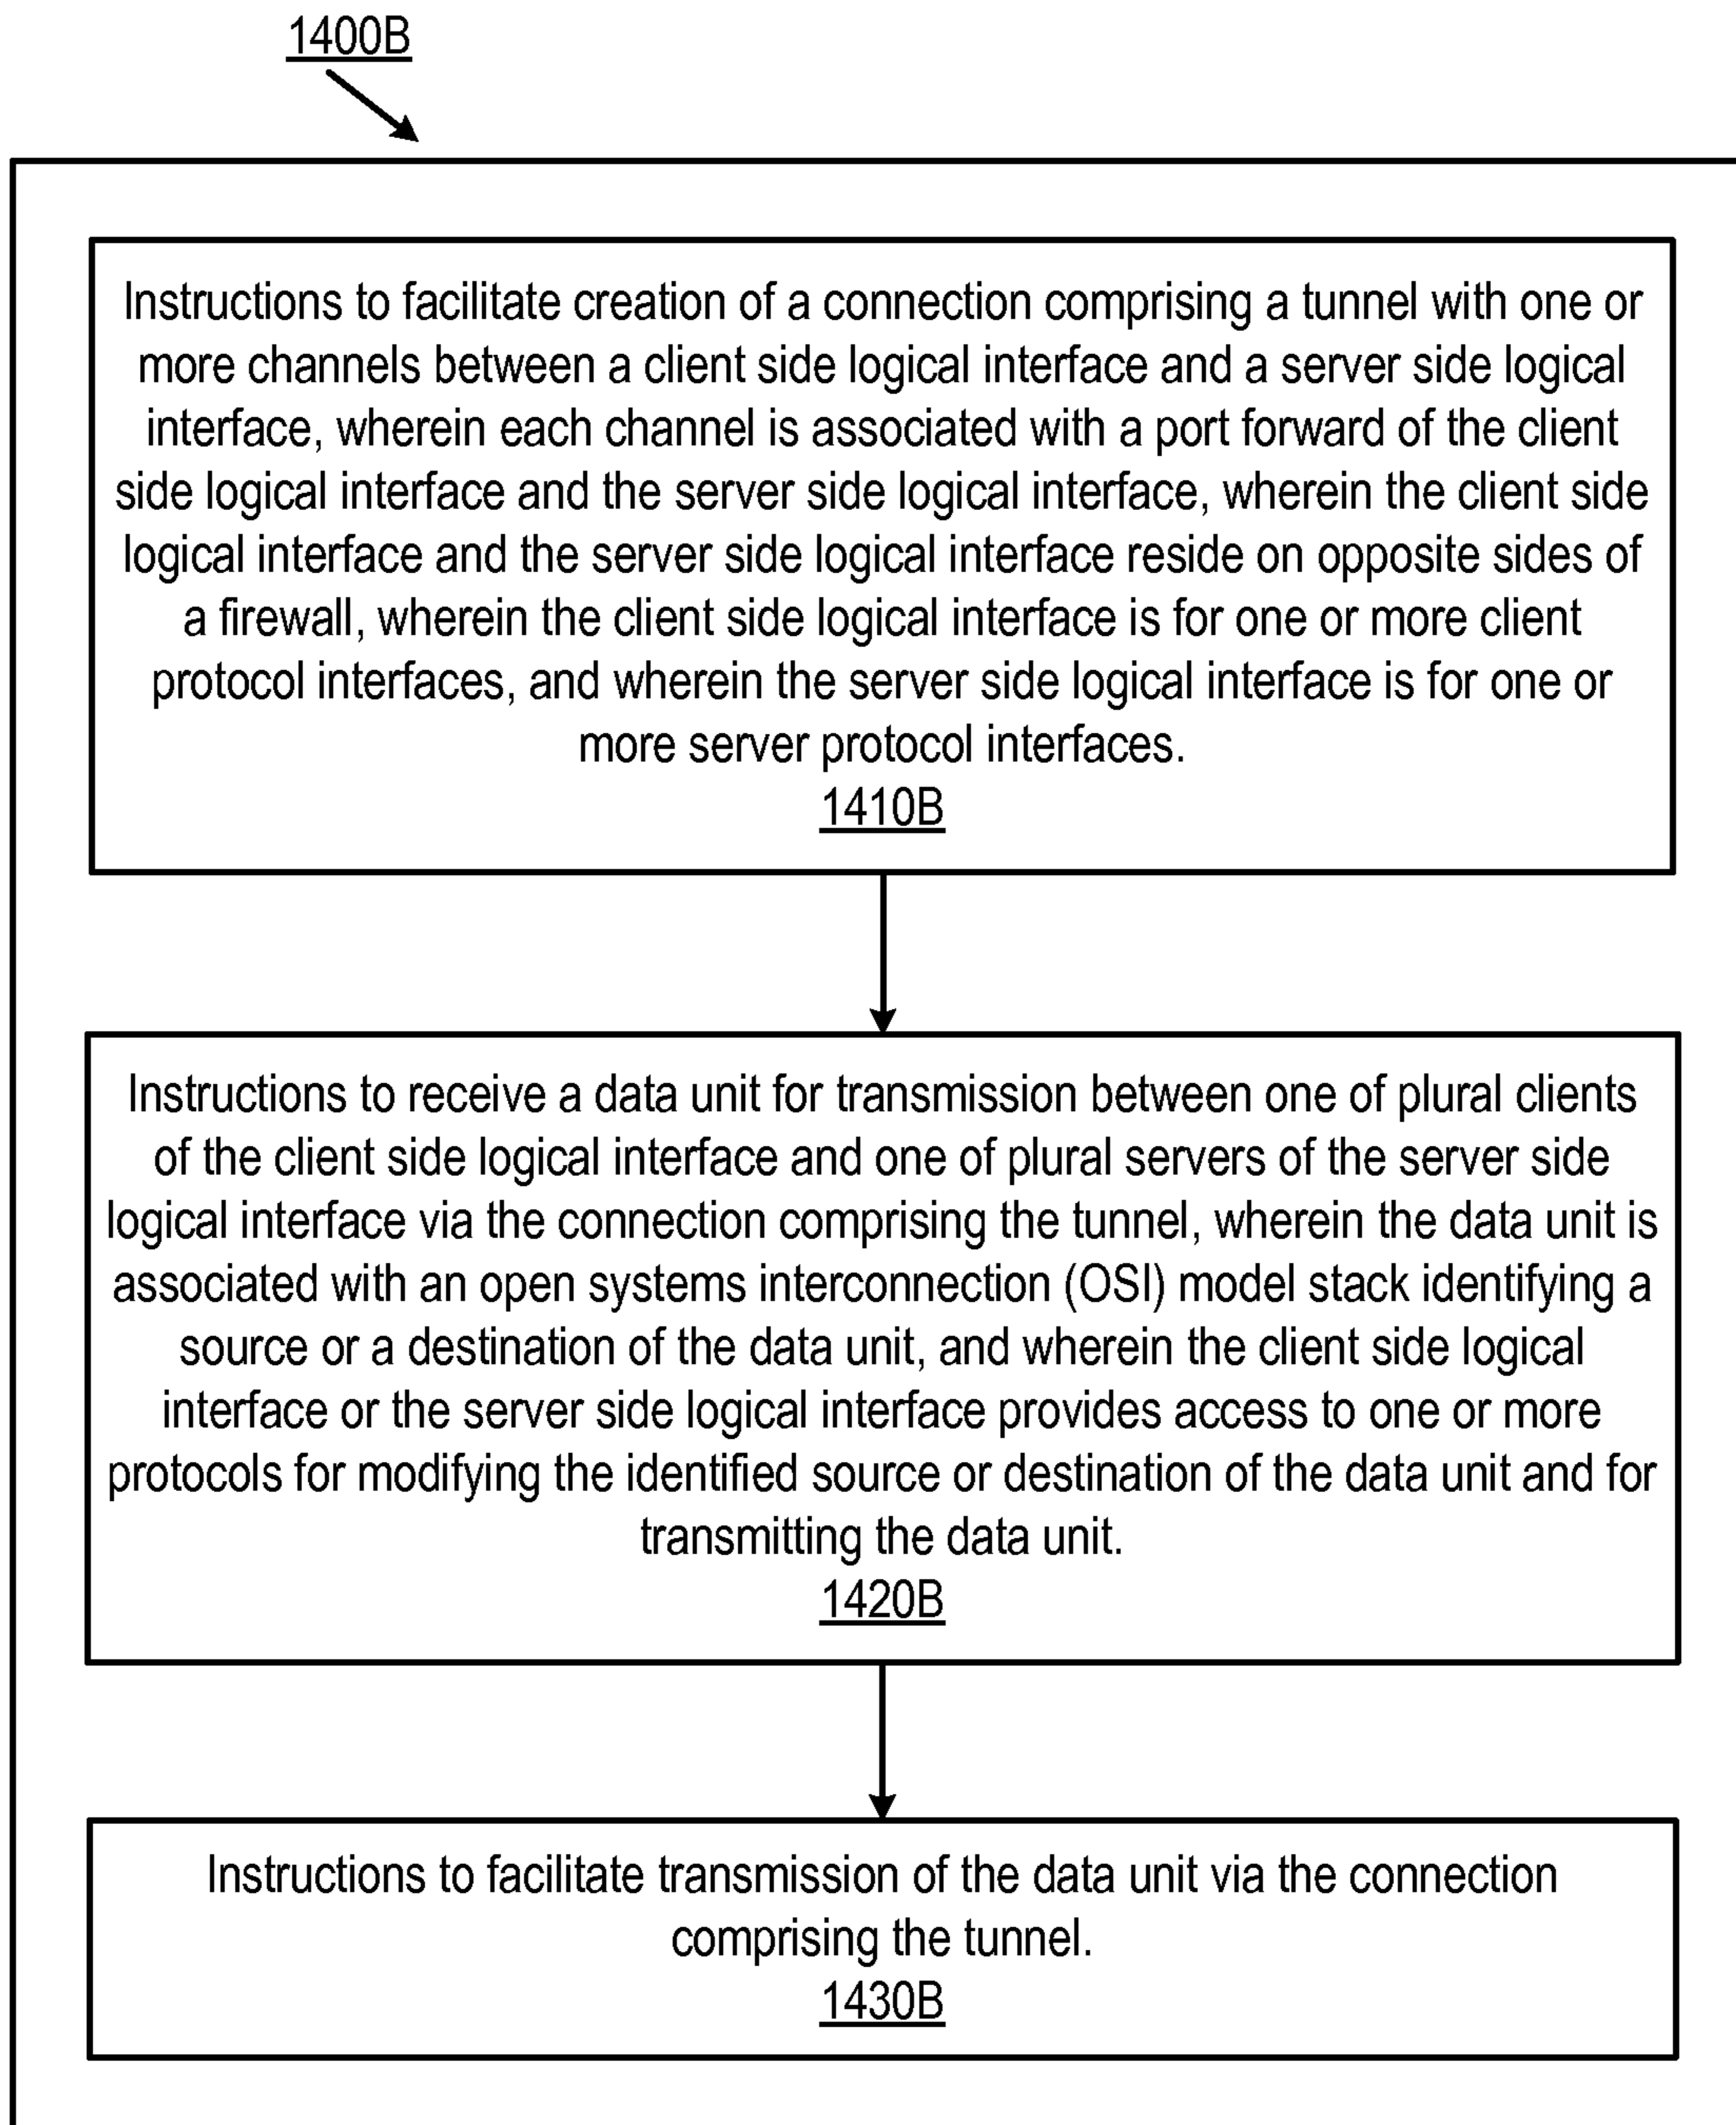 1400B
Instructions to facilitate creation of a connection comprising a tunnel with one or
more channels between a client side logical interface and a server side logical
interface, wherein each channel is associated with a port forward of the client
side logical interface and the server side logical interface, wherein the client side
logical interface and the server side logical interface reside on opposite sides of
a firewall, wherein the client side logical interface is for one or more client
protocol interfaces, and wherein the server side logical interface is for one or
more server protocol interfaces.
1410B
Instructions to receive a data unit for transmission between one of plural clients
of the client side logical interface and one of plural servers of the server side
logical interface via the connection comprising the tunnel, wherein the data unit is
associated with an open systems interconnection (OSI) model stack identifying a
source or a destination of the data unit, and wherein the client side logical
interface or the server side logical interface provides access to one or more
protocols for modifying the identified source or destination of the data unit and for
transmitting the data unit.
1420B
Instructions to facilitate transmission of the data unit via the connection
comprising the tunnel.
1430B